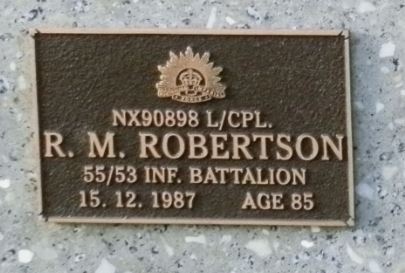 NX90898 L/CPL.
R. M. ROBERTSON
55/53 INF. BATTALION
15. 12. 1987 AGE 85